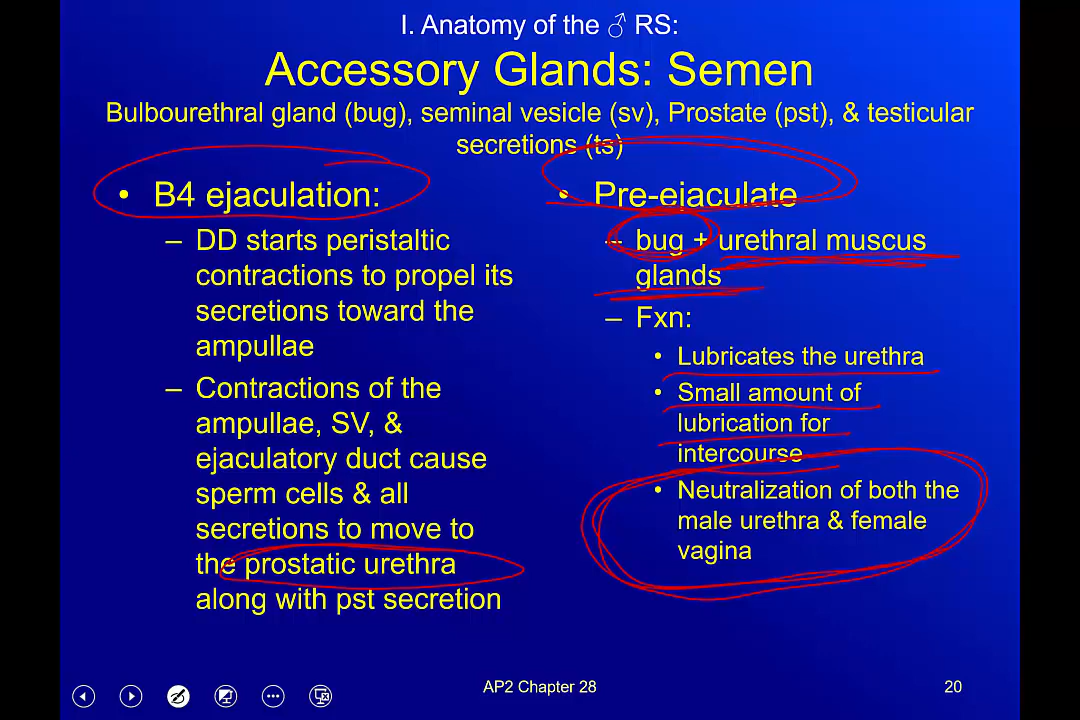 I. Anatomy of the ♂ RS:
Accessory Glands: Semen
Bulbourethral gland (bug), seminal vesicle (sv), Prostate (pst), & testicular
secretions (ts)
• B4 ejaculation:
– DD starts peristaltic
contractions to propel its
secretions toward the
ampullae
– Contractions of the
ampullae, SV, &
ejaculatory duct cause
sperm cells & all
secretions to move to
the prostatic urethra
along with pst secretion
• Pre-ejaculate
– bug + urethral muscus
glands
– Fxn:
• Lubricates the urethra
• Small amount of
lubrication for
intercourse
• Neutralization of both the
male urethra & female
vagina
AP2 Chapter 28
20